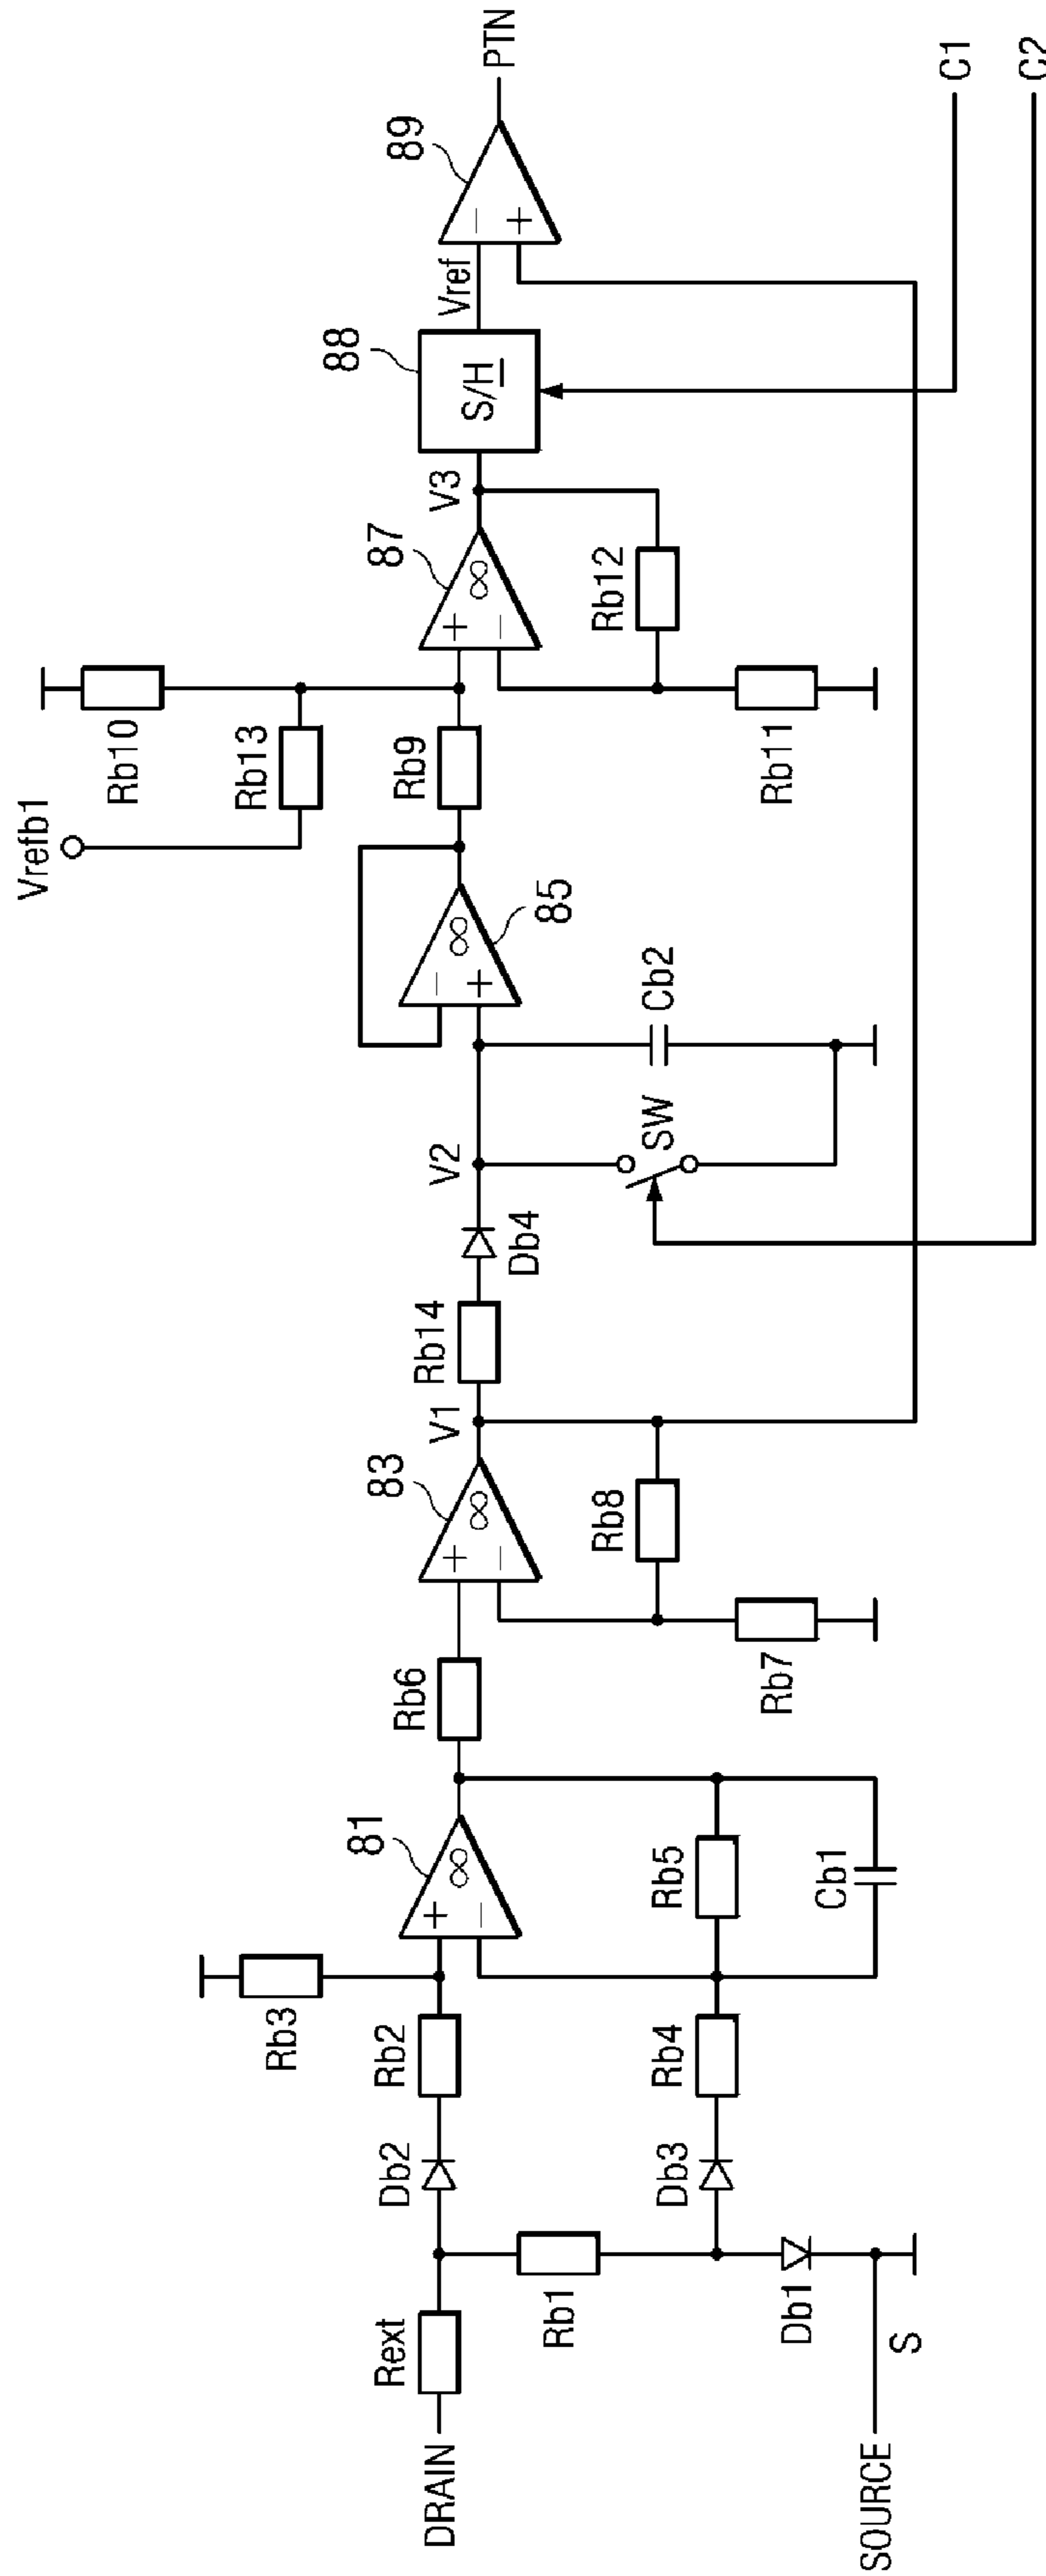 DRAIN
SOURCE
S
Rext
Rb1
Db1
Db2
Db3
Rb2
Rb3
Rb4
+
−
∞
81
Rb5
Cb1
Rb6
+
−
∞
83
Rb7
Rb8
V1
Rb14
Db4
V2
SW
Cb2
−
+
∞
85
Vrefb1
Rb10
Rb13
Rb9
+
−
∞
87
Rb11
Rb12
V3
88
S/H
Vref
−
+
89
PTN
C1
C2